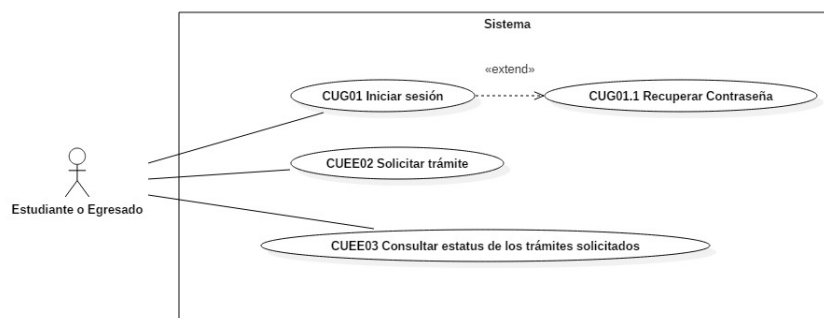 Sistema
«extend»
CUG01 Iniciar sesión
CUG01.1 Recuperar Contraseña
CUEE02 Solicitar trámite
Estudiante o Egresado
CUEE03 Consultar estatus de los trámites solicitados